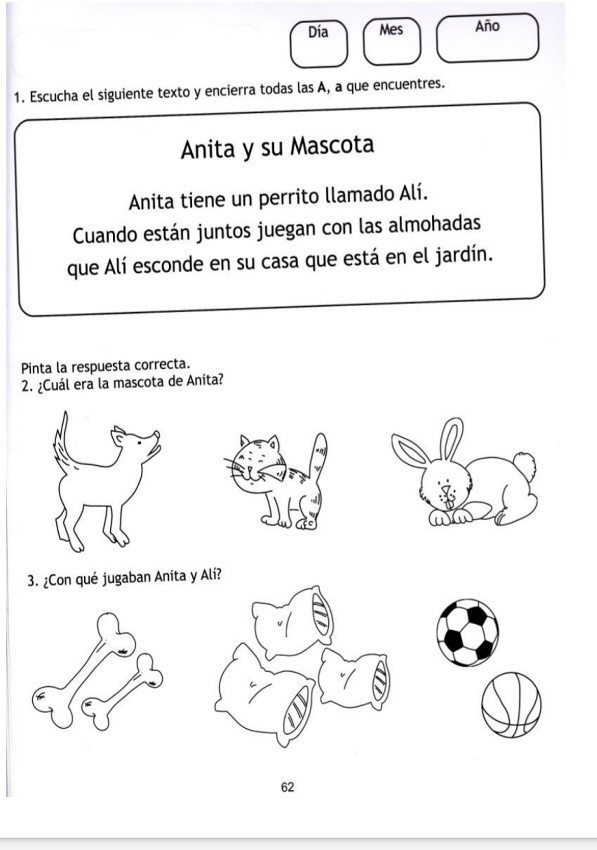 Día Mes Año
1. Escucha el siguiente texto y encierra todas las A, a que encuentres.
Anita y su Mascota
Anita tiene un perrito llamado Alí.
Cuando están juntos juegan con las almohadas
que Alí esconde en su casa que está en el jardín.
Pinta la respuesta correcta.
2. ¿Cuál era la mascota de Anita?
3. ¿Con qué jugaban Anita y Alí?
62